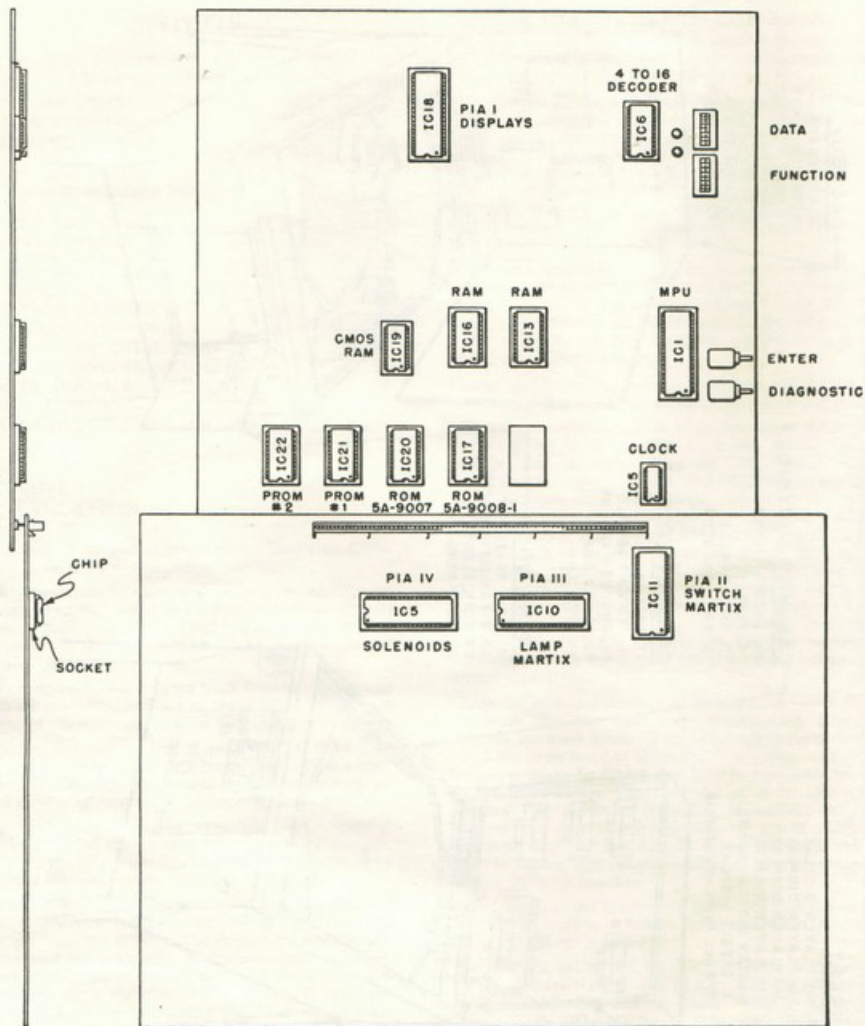 4 TO 16
DECODER
IC18
PIA I
DISPLAYS
IC6
DATA
FUNCTION
RAM
RAM
MPU
CMOS
RAM
IC19
IC16
IC13
IC1
ENTER
DIAGNOSTIC
IC22
IC21
IC20
IC17
CLOCK
IC5
PROM
#2
PROM
#1
ROM
5A-9007
ROM
5A-9008-1
CHIP
SOCKET
PIA IV
IC5
SOLENOIDS
PIA III
IC10
LAMP
MARTIX
IC11
PIA II
SWITCH
MARTIX